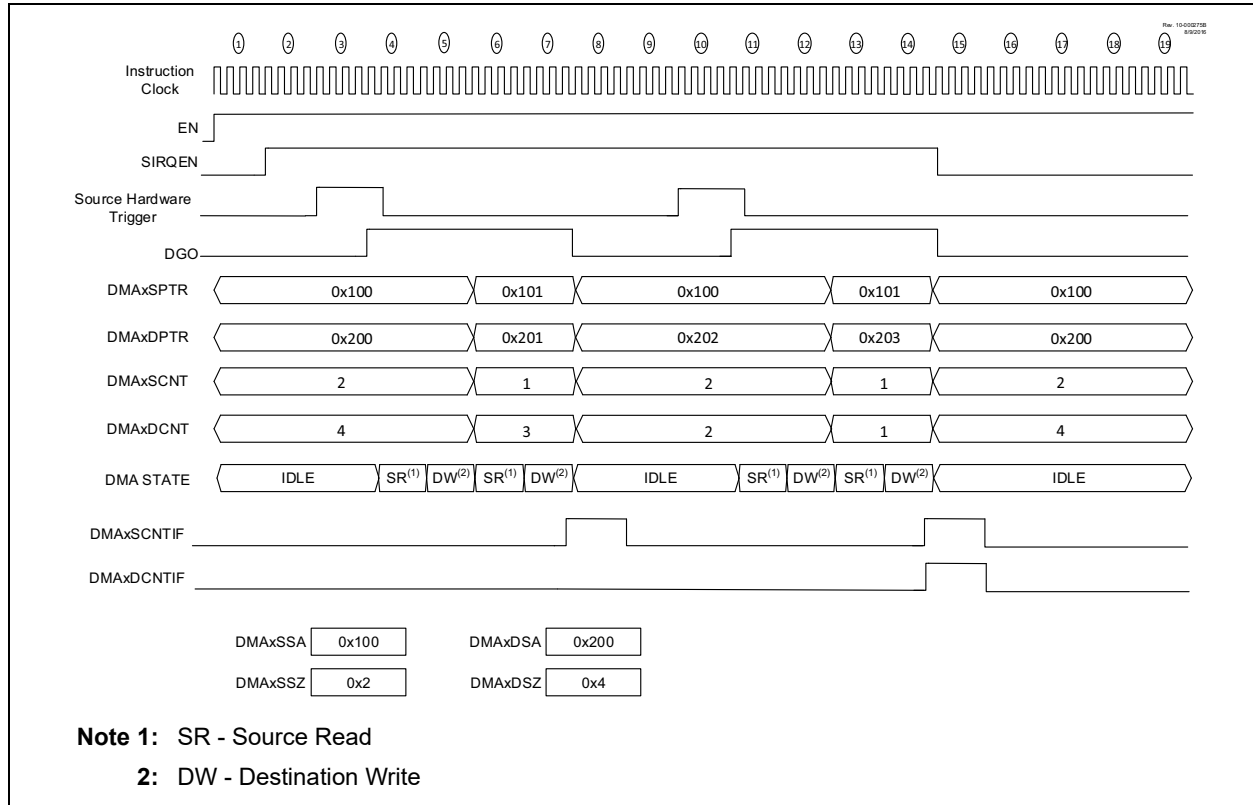 Rev. 10-000275B
8/9/2016
1 2 3 4 5 6 7 8 9 10 11 12 13 14 15 16 17 18 19
Instruction
Clock
EN
SIRQEN
Source Hardware
Trigger
DGO
DMAxSPTR 0x100 0x101 0x100 0x101 0x100
DMAxDPTR 0x200 0x201 0x202 0x203 0x200
DMAxSCNT 2 1 2 1 2
DMAxDCNT 4 3 2 1 4
DMA STATE IDLE SR(1) DW(2) SR(1) DW(2) IDLE SR(1) DW(2) SR(1) DW(2) IDLE
DMAxSCNTIF
DMAxDCNTIF
DMAxSSA 0x100 DMAxDSA 0x200
DMAxSSZ 0x2 DMAxDSZ 0x4
Note 1: SR - Source Read
2: DW - Destination Write